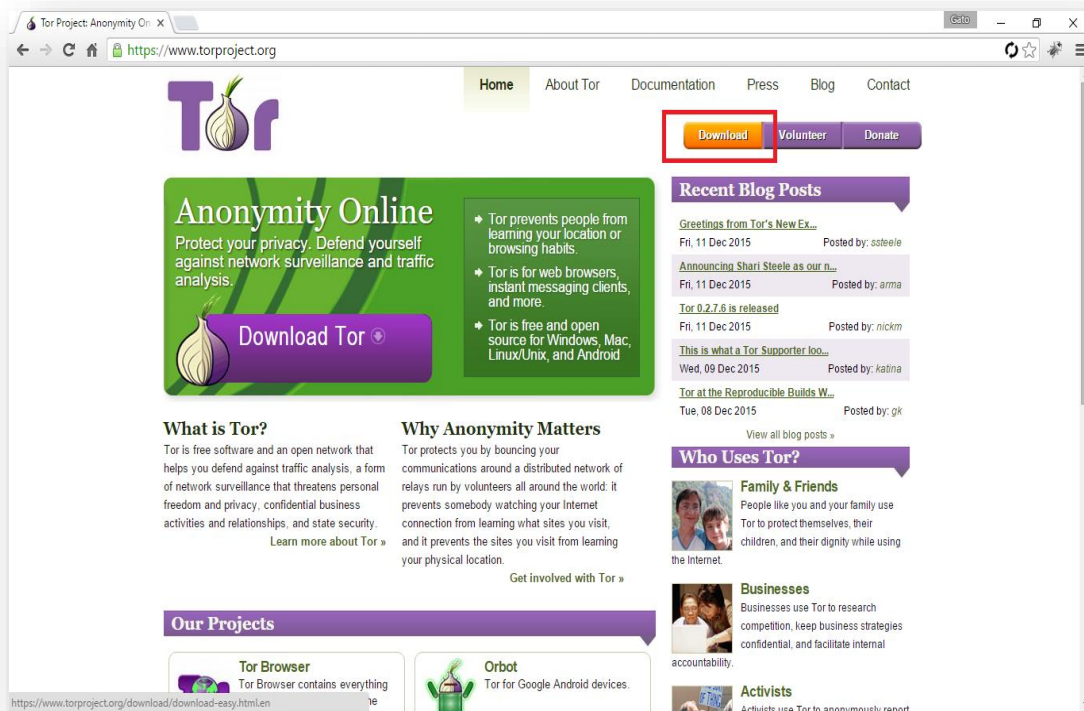 Tor Project: Anonymity On
Gato
https://www.torproject.org
Tor
Home About Tor Documentation Press Blog Contact
Download Volunteer Donate
Anonymity Online
Protect your privacy. Defend yourself
against network surveillance and traffic
analysis.
Download Tor
Tor prevents people from
learning your location or
browsing habits.
Tor is for web browsers,
instant messaging clients,
and more.
Tor is free and open
source for Windows, Mac,
Linux/Unix, and Android
Recent Blog Posts
Greetings from Tor's New Ex...
Fri, 11 Dec 2015 Posted by: ssteele
Announcing Shari Steele as our n...
Fri, 11 Dec 2015 Posted by: arma
Tor 0.2.7.6 is released
Fri, 11 Dec 2015 Posted by: nickm
This is what a Tor Supporter loo...
Wed, 09 Dec 2015 Posted by: katina
Tor at the Reproducible Builds W...
Tue, 08 Dec 2015 Posted by: gk
View all blog posts »
What is Tor?
Tor is free software and an open network that
helps you defend against traffic analysis, a form
of network surveillance that threatens personal
freedom and privacy, confidential business
activities and relationships, and state security.
Learn more about Tor »
Why Anonymity Matters
Tor protects you by bouncing your
communications around a distributed network of
relays run by volunteers all around the world: it
prevents somebody watching your Internet
connection from learning what sites you visit,
and it prevents the sites you visit from learning
your physical location.
Get involved with Tor »
Who Uses Tor?
Family & Friends
People like you and your family use
Tor to protect themselves, their
children, and their dignity while using
the Internet.
Businesses
Businesses use Tor to research
competition, keep business strategies
confidential, and facilitate internal
accountability.
Activists
Activists use Tor to anonymously report
Our Projects
Tor Browser
Tor Browser contains everything
Orbot
Tor for Google Android devices.
https://www.torproject.org/download/download-easy.html.en